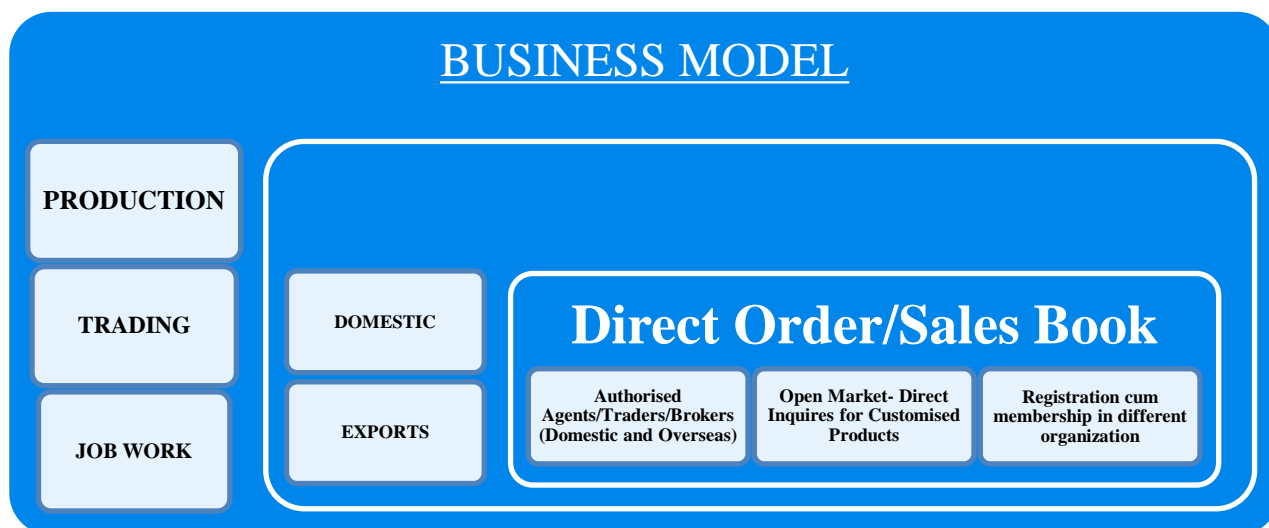 BUSINESS MODEL
PRODUCTION
TRADING
JOB WORK
DOMESTIC
EXPORTS
Direct Order/Sales Book
Authorised
Agents/Traders/Brokers
(Domestic and Overseas)
Open Market- Direct
Inquires for Customised
Products
Registration cum
membership in different
organization